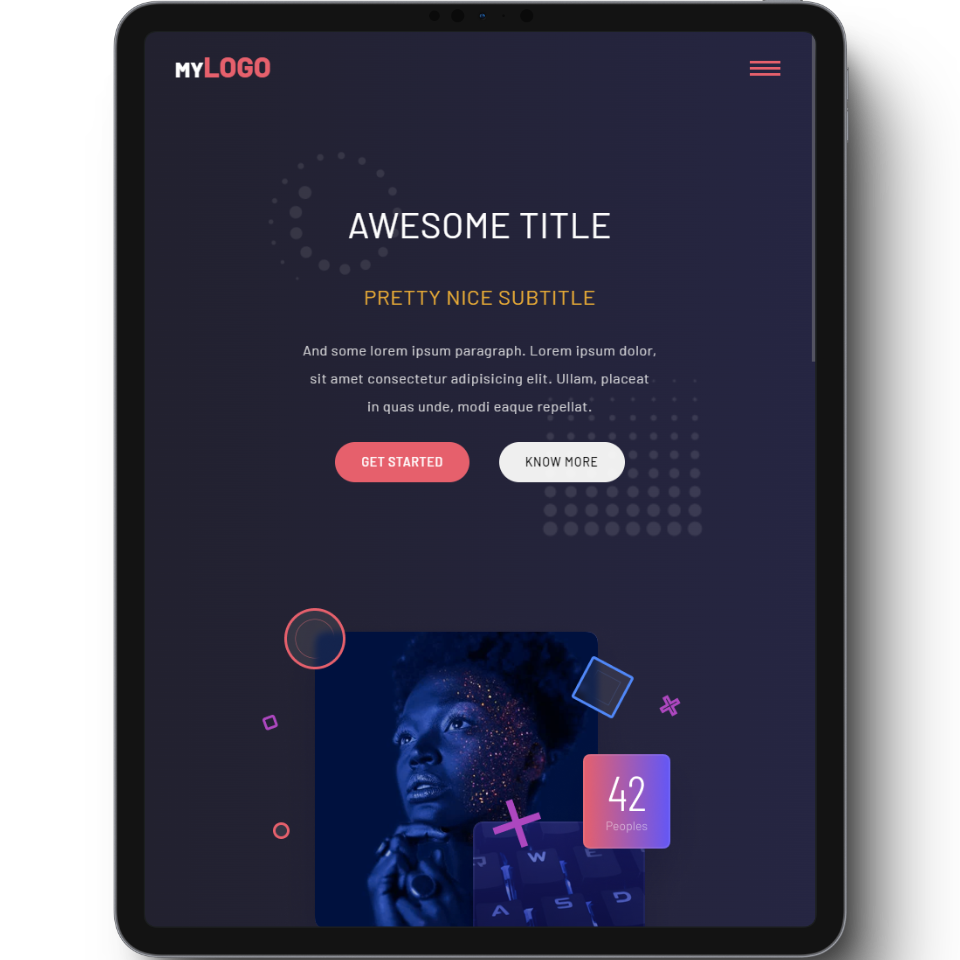 MYLOGO
AWESOME TITLE
PRETTY NICE SUBTITLE
And some lorem ipsum paragraph. Lorem ipsum dolor,
sit amet consectetur adipisicing elit. Ullam, placeat
in quas unde, modi eaque repellat.
GET STARTED
KNOW MORE
42
Peoples
Q W E
A S D